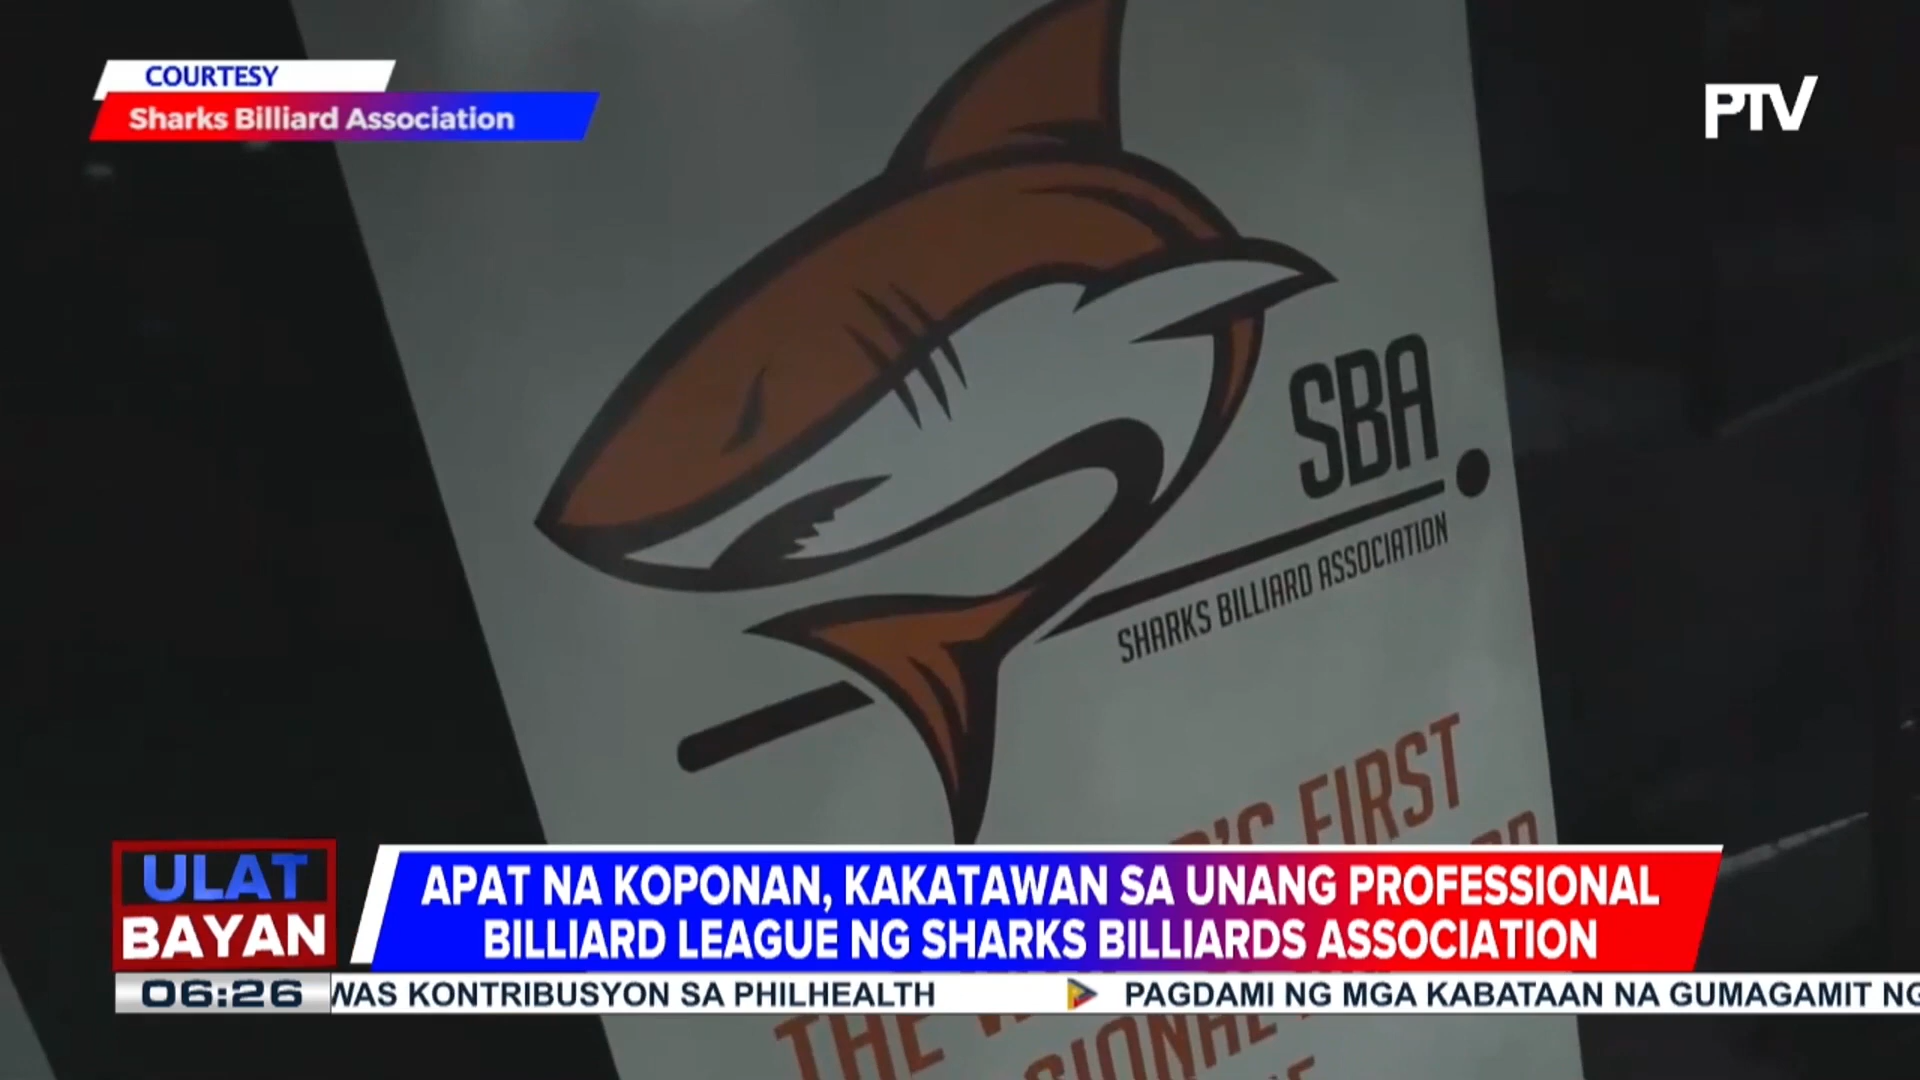 COURTESY
Sharks Billiard Association
PTV
SBA
SHARKS BILLIARD ASSOCIATION
FIRST
ULAT
BAYAN
APAT NA KOPONAN, KAKATAWAN SA UNANG PROFESSIONAL
BILLIARD LEAGUE NG SHARKS BILLIARDS ASSOCIATION
06:26
WAS KONTRIBUSYON SA PHILHEALTH PAGDAMI NG MGA KABATAAN NA GUMAGAMIT NG
THE